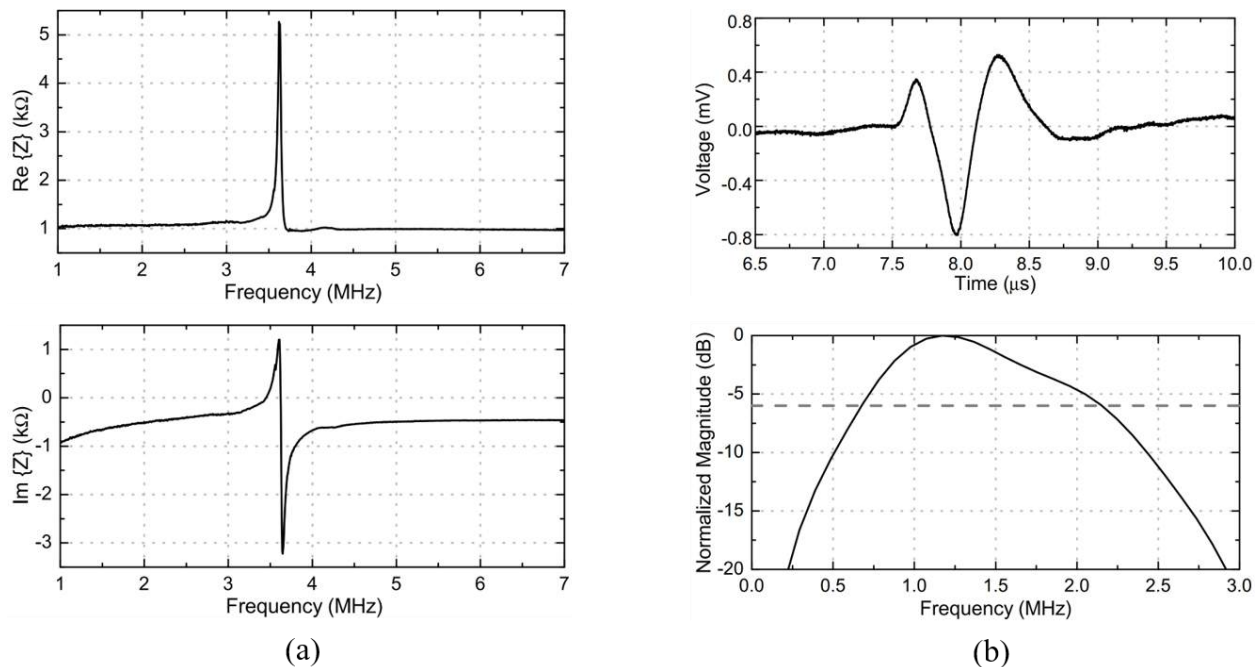 Re {Z} (kΩ)
5
4
3
2
1
1 2 3 4 5 6 7
Frequency (MHz)
Im {Z} (kΩ)
1
0
-1
-2
-3
1 2 3 4 5 6 7
Frequency (MHz)
(a)
Voltage (mV)
0.8
0.4
0.0
-0.4
-0.8
6.5 7.0 7.5 8.0 8.5 9.0 9.5 10.0
Time (μs)
Normalized Magnitude (dB)
0
-5
-10
-15
-20
0.0 0.5 1.0 1.5 2.0 2.5 3.0
Frequency (MHz)
(b)